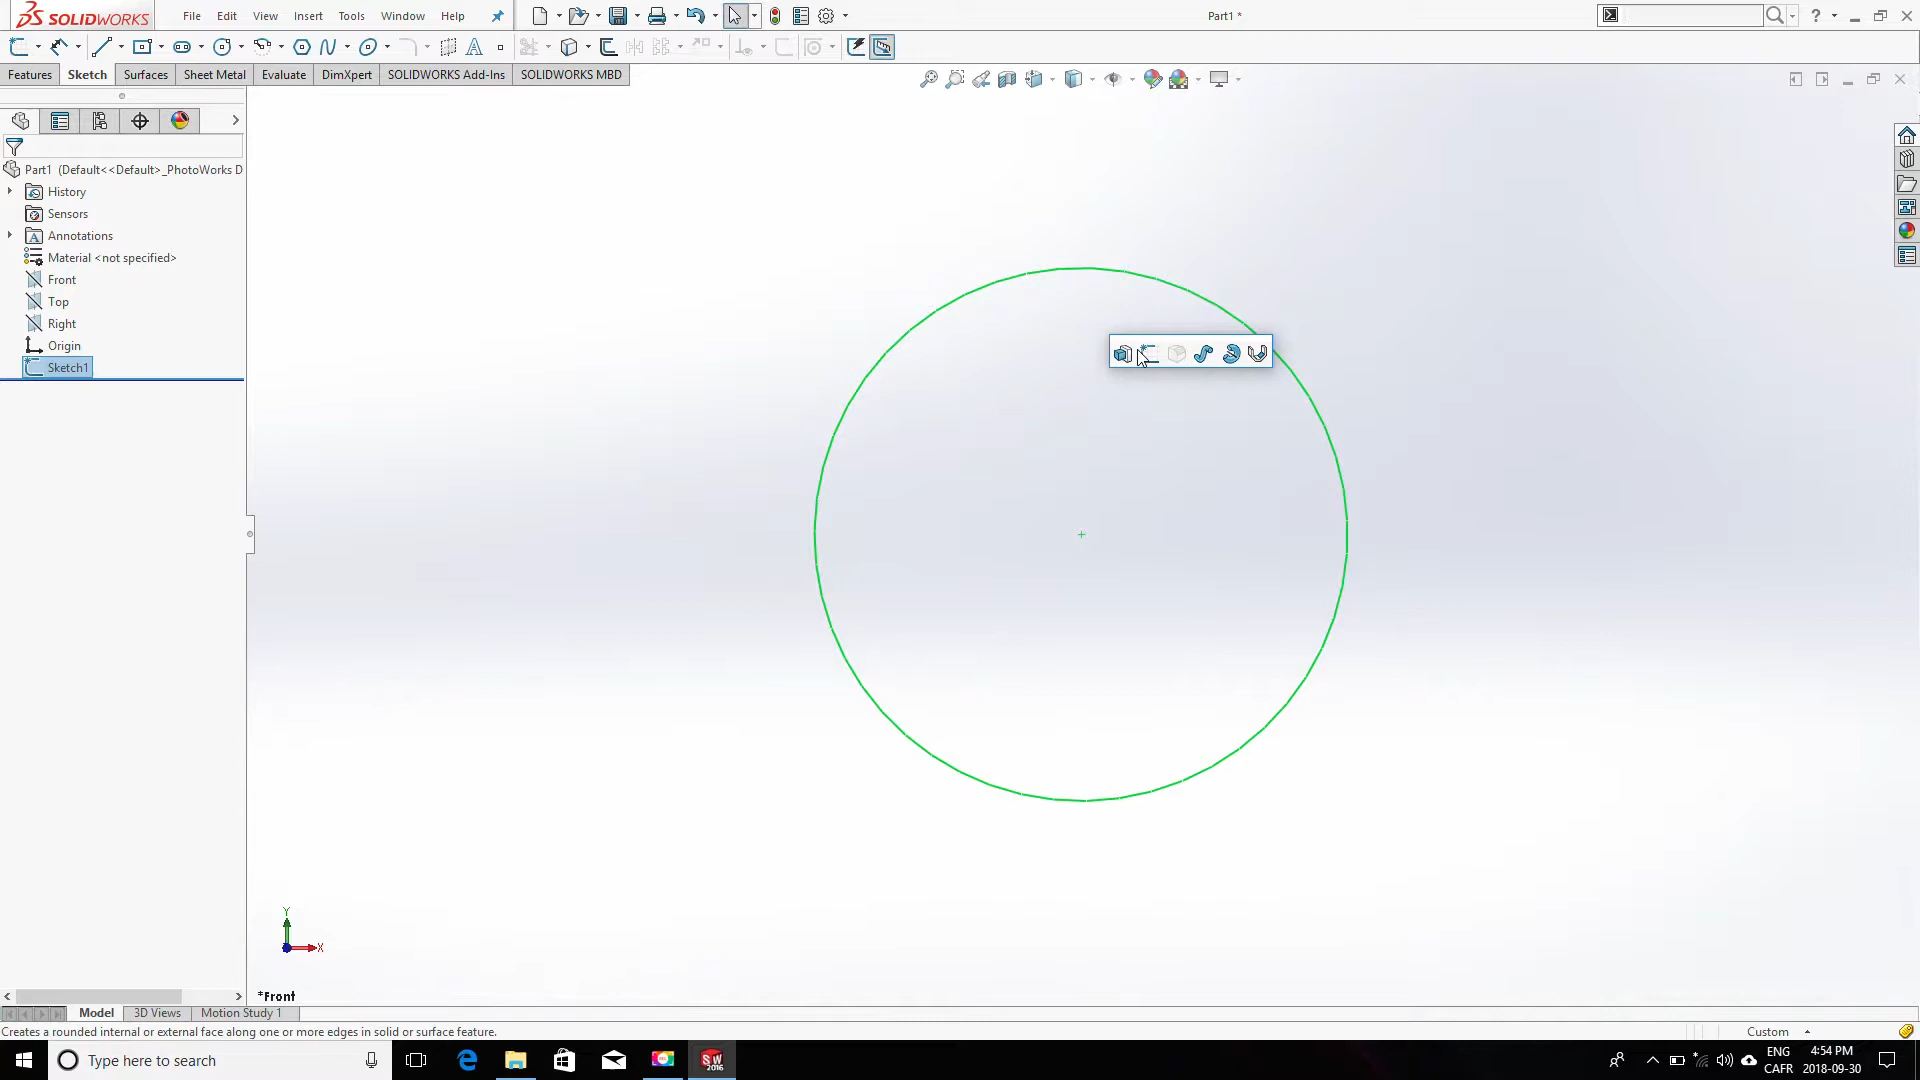 SOLIDWORKS File Edit View Insert Tools Window Help Part1 *
Features Sketch Surfaces Sheet Metal Evaluate DimXpert SOLIDWORKS Add-Ins SOLIDWORKS MBD
Part1 (Default<<Default>_PhotoWorks D
History
Sensors
Annotations
Material <not specified>
Front
Top
Right
Origin
Sketch1
Y
X
*Front
Model 3D Views Motion Study 1
Creates a rounded internal or external face along one or more edges in solid or surface feature. Custom
Type here to search SW 2016 ENG 4:54 PM
CAFR 2018-09-30